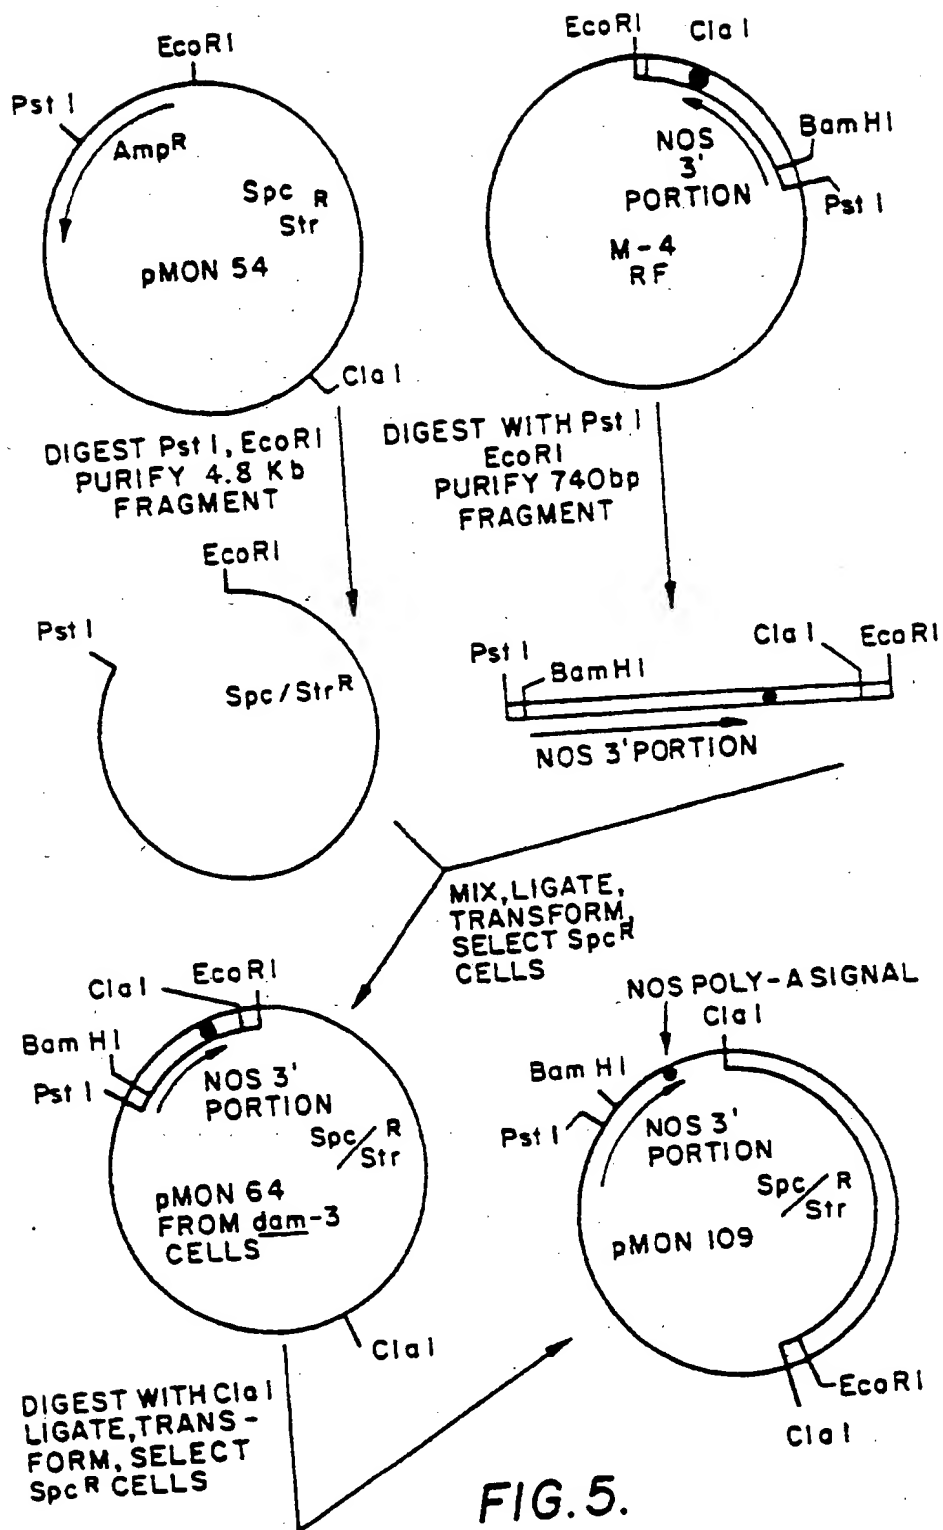 EcoRI
Pst I
AmpR
Spc R
Str
pMON 54
Cla I
EcoRI
Cla I
NOS
3'
PORTION
BamHI
Pst I
M-4
RF
DIGEST Pst I, EcoRI
PURIFY 4.8 Kb
FRAGMENT
DIGEST WITH Pst I
EcoRI
PURIFY 740bp
FRAGMENT
EcoRI
Pst I
Spc/StrR
Pst I
BamHI
Cla I
EcoRI
NOS 3' PORTION
MIX, LIGATE,
TRANSFORM,
SELECT SpcR
CELLS
Cla I
EcoRI
Bam HI
Pst I
NOS 3'
PORTION
Spc/R
Str
pMON 64
FROM dam-3
CELLS
Cla I
NOS POLY-A SIGNAL
Cla I
Bam HI
Pst I
NOS 3'
PORTION
Spc/R
Str
pMON 109
EcoRI
Cla I
DIGEST WITH Cla I
LIGATE, TRANS-
FORM, SELECT
SpcR CELLS
FIG. 5.